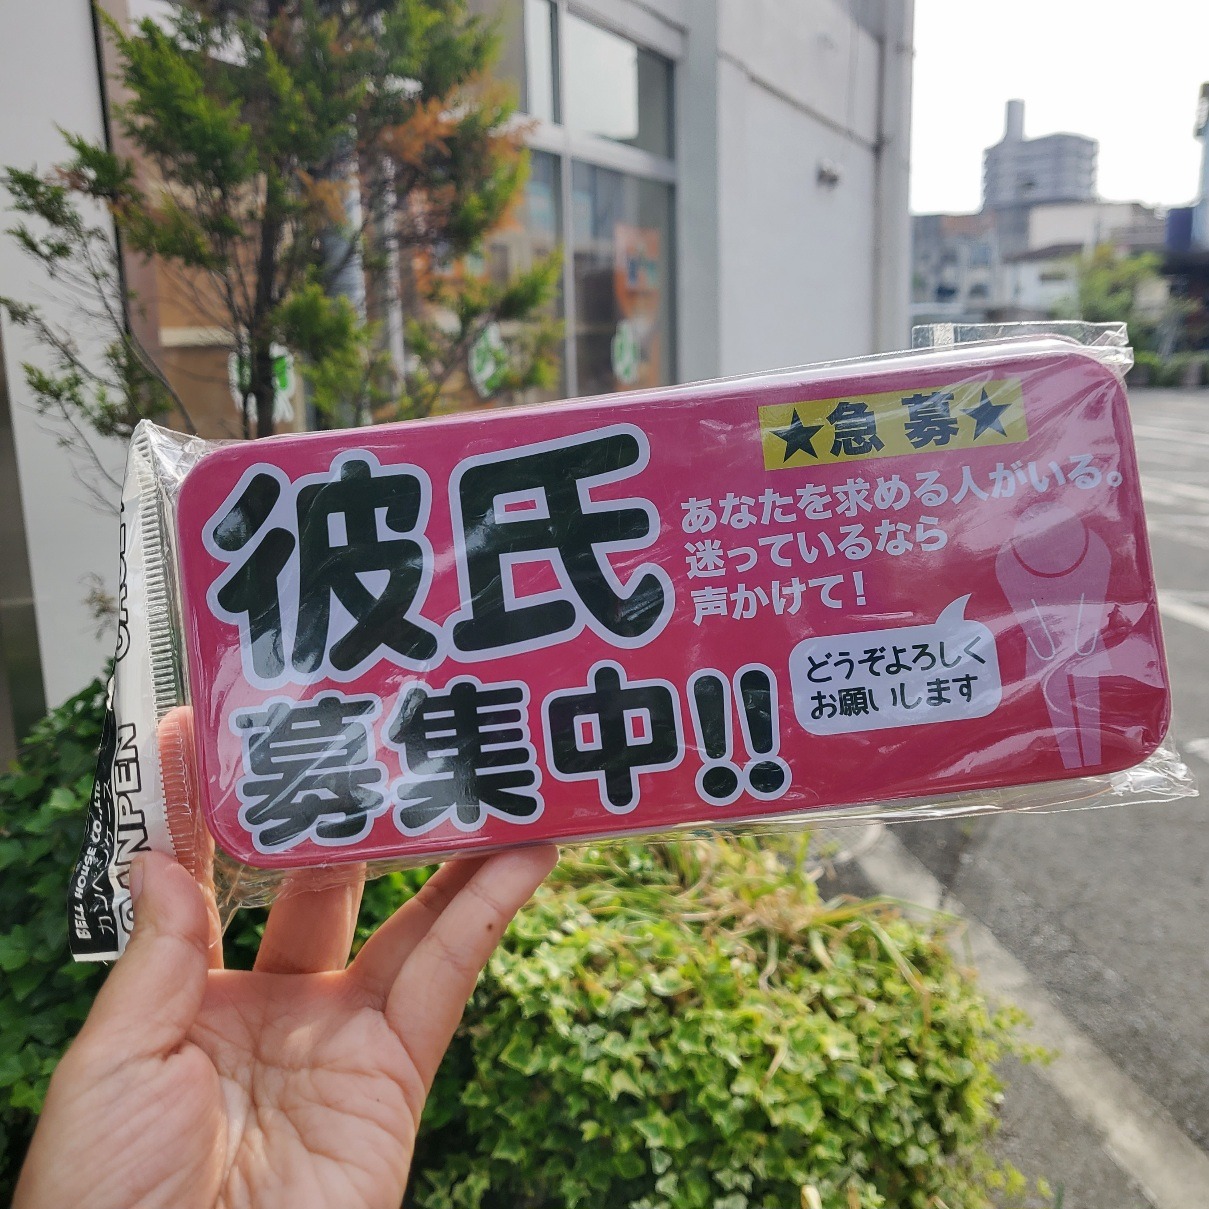 彼氏
募集中!!
★急募★
あなたを求める人がいる。
迷っているなら
声かけて!
どうぞよろしく
お願いします
BELL HOUSE CO.,LTD
カンペンケース
CANPEN